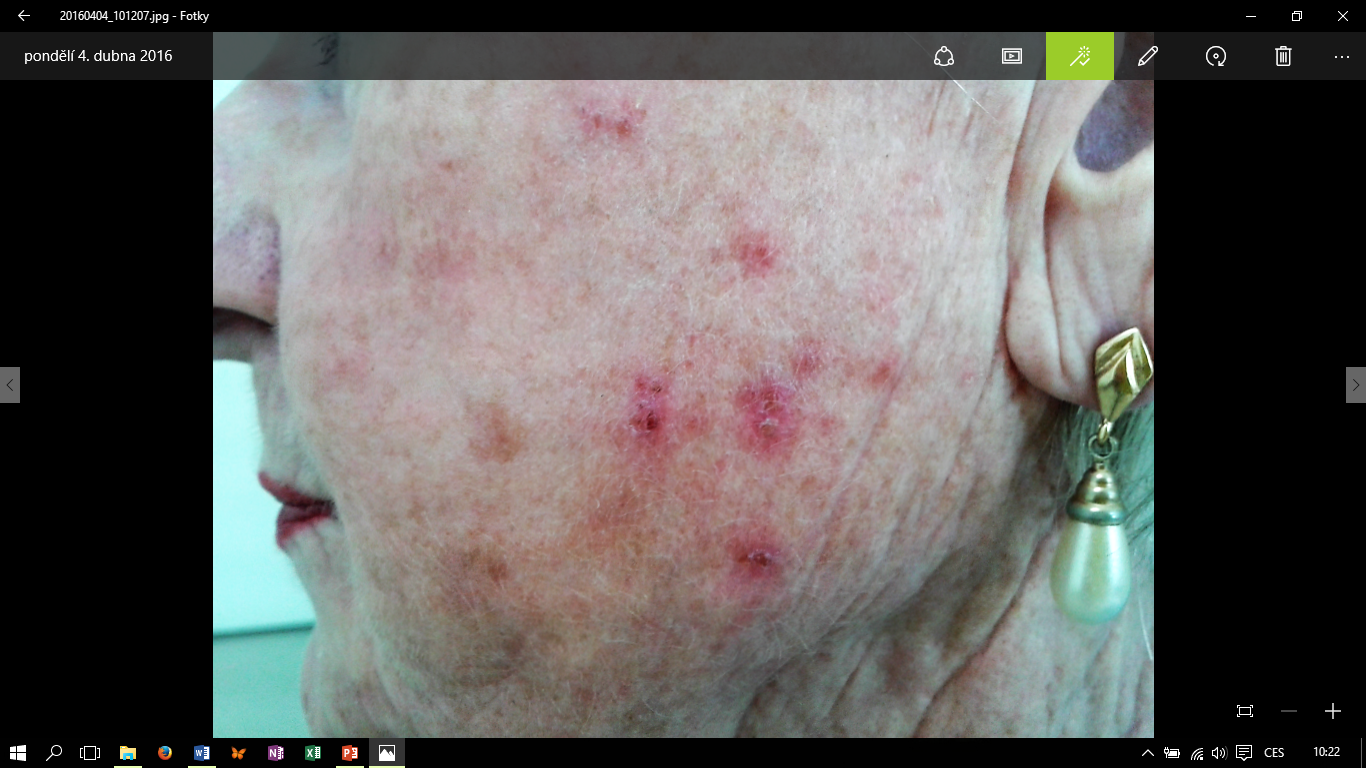 20160404_101207.jpg - Fotky
pondělí 4. dubna 2016
CES
10:22